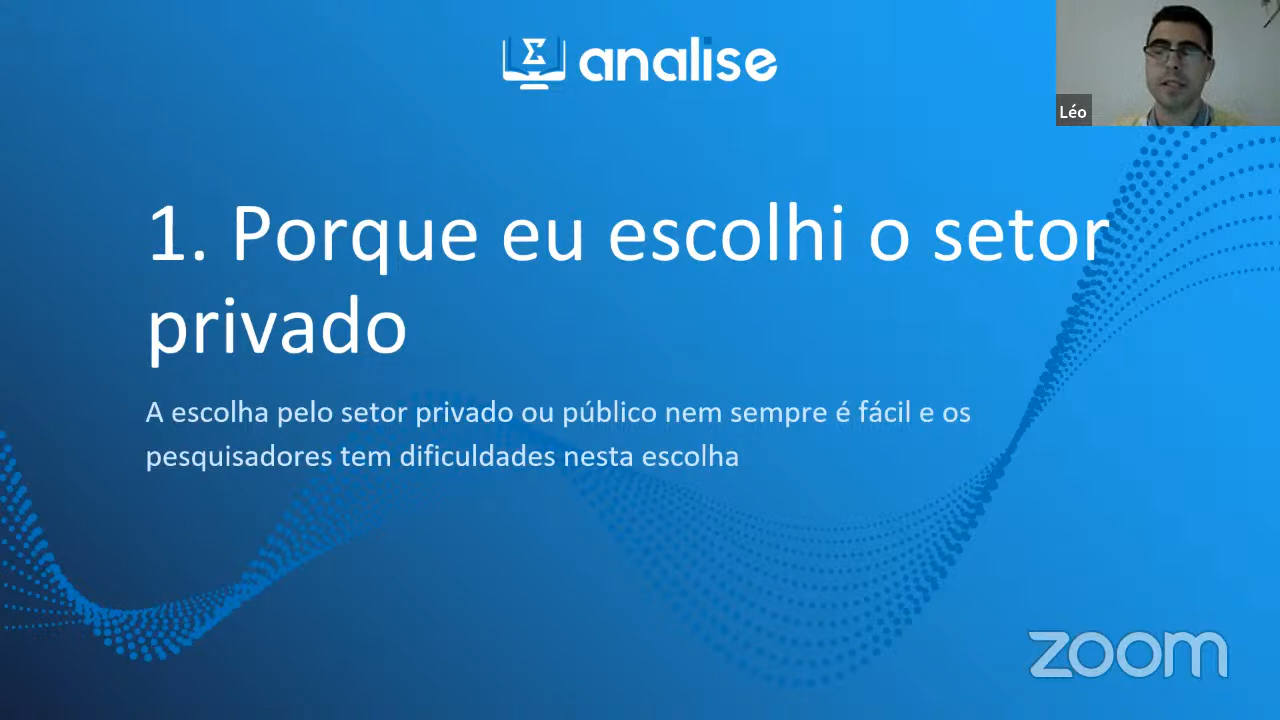 analise
Léo
1. Porque eu escolhi o setor
privado
A escolha pelo setor privado ou público nem sempre é fácil e os
pesquisadores tem dificuldades nesta escolha
zoom